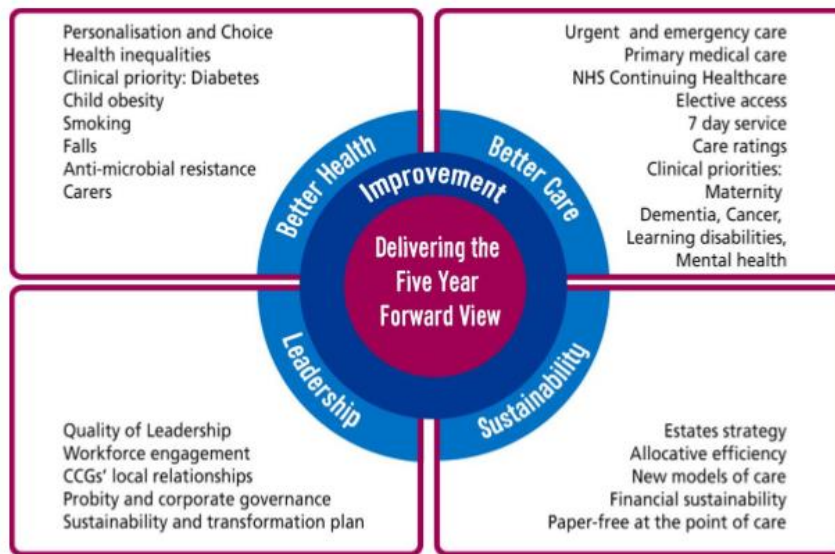 Personalisation and Choice
Health inequalities
Clinical priority: Diabetes
Child obesity
Smoking
Falls
Anti-microbial resistance
Carers
Urgent and emergency care
Primary medical care
NHS Continuing Healthcare
Elective access
7 day service
Care ratings
Clinical priorities:
Maternity
Dementia, Cancer,
Learning disabilities,
Mental health
Better Health
Better Care
Improvement
Delivering the
Five Year
Forward View
Leadership
Sustainability
Quality of Leadership
Workforce engagement
CCGs' local relationships
Probity and corporate governance
Sustainability and transformation plan
Estates strategy
Allocative efficiency
New models of care
Financial sustainability
Paper-free at the point of care